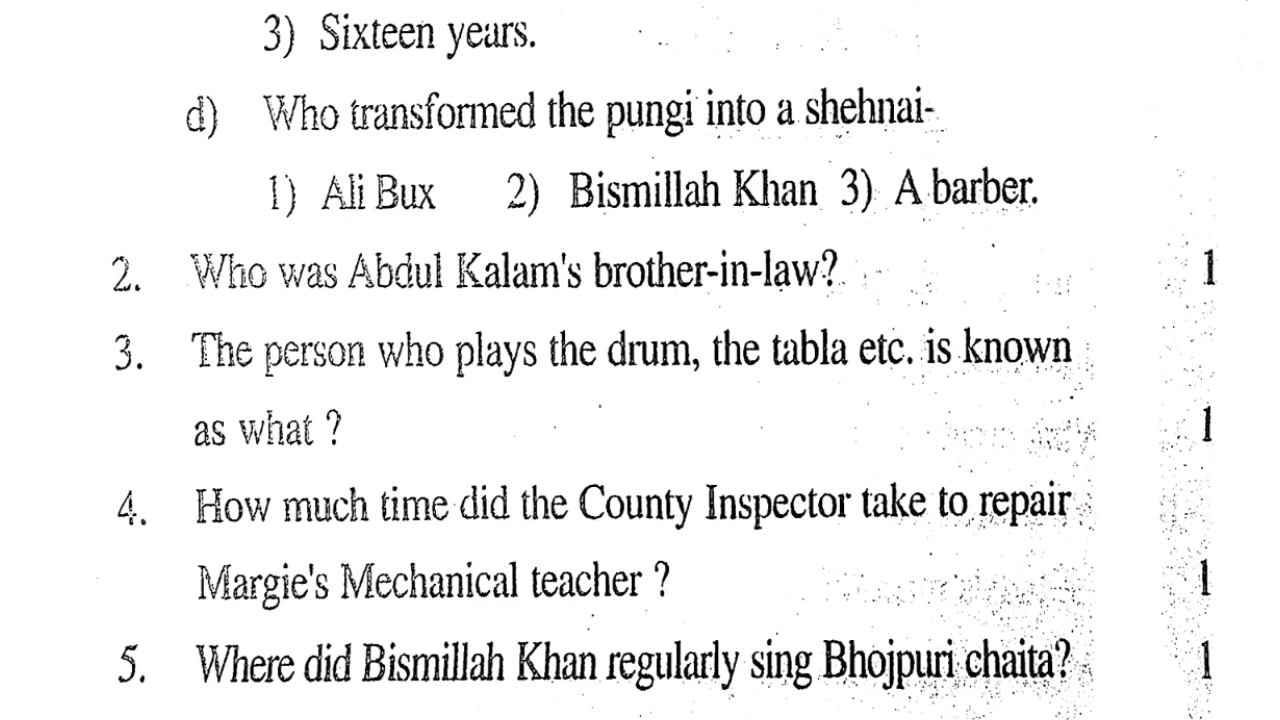 3) Sixteen years.
d) Who transformed the pungi into a shehnai-
1) Ali Bux 2) Bismillah Khan 3) A barber.
2. Who was Abdul Kalam's brother-in-law? 1
3. The person who plays the drum, the tabla etc. is known
as what ? 1
4. How much time did the County Inspector take to repair
Margie's Mechanical teacher ? 1
5. Where did Bismillah Khan regularly sing Bhojpuri chaita? 1